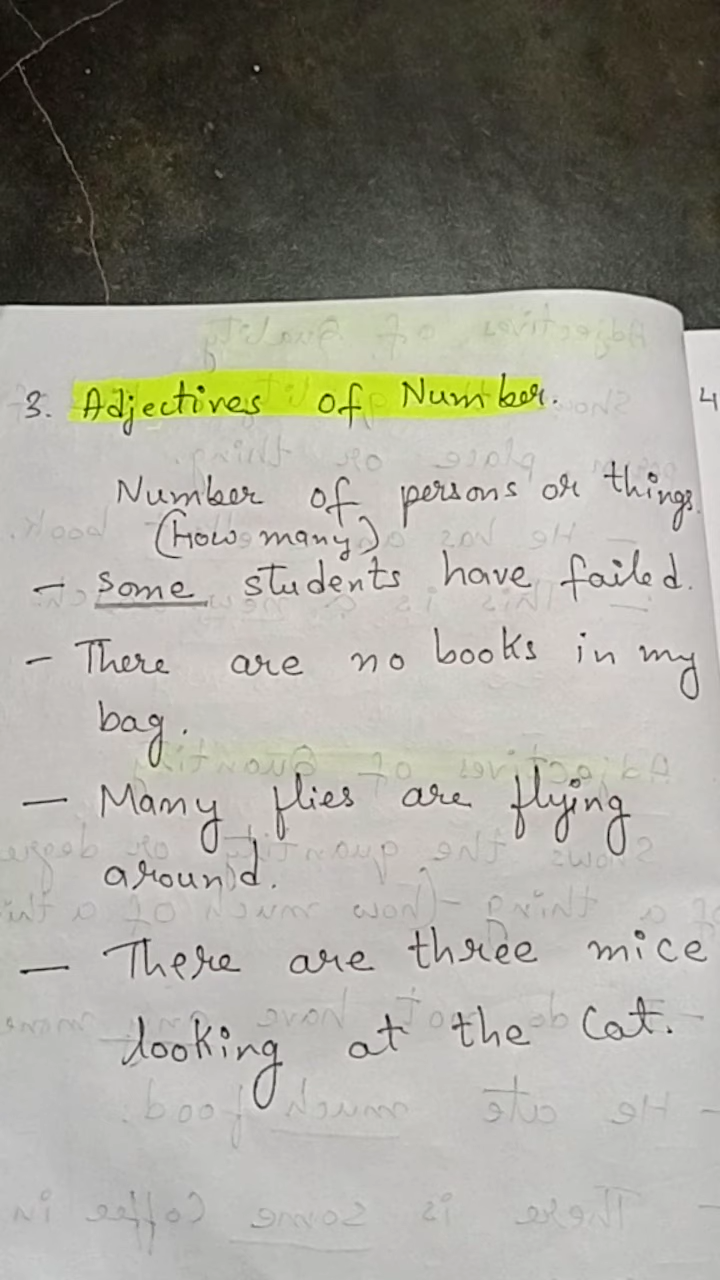 3. Adjectives of Number.
4
Number of persons or things.
(how many)
- Some students have failed.
- There are no books in my
bag.
- Many flies are flying
around.
- There are three mice
looking at the cat.